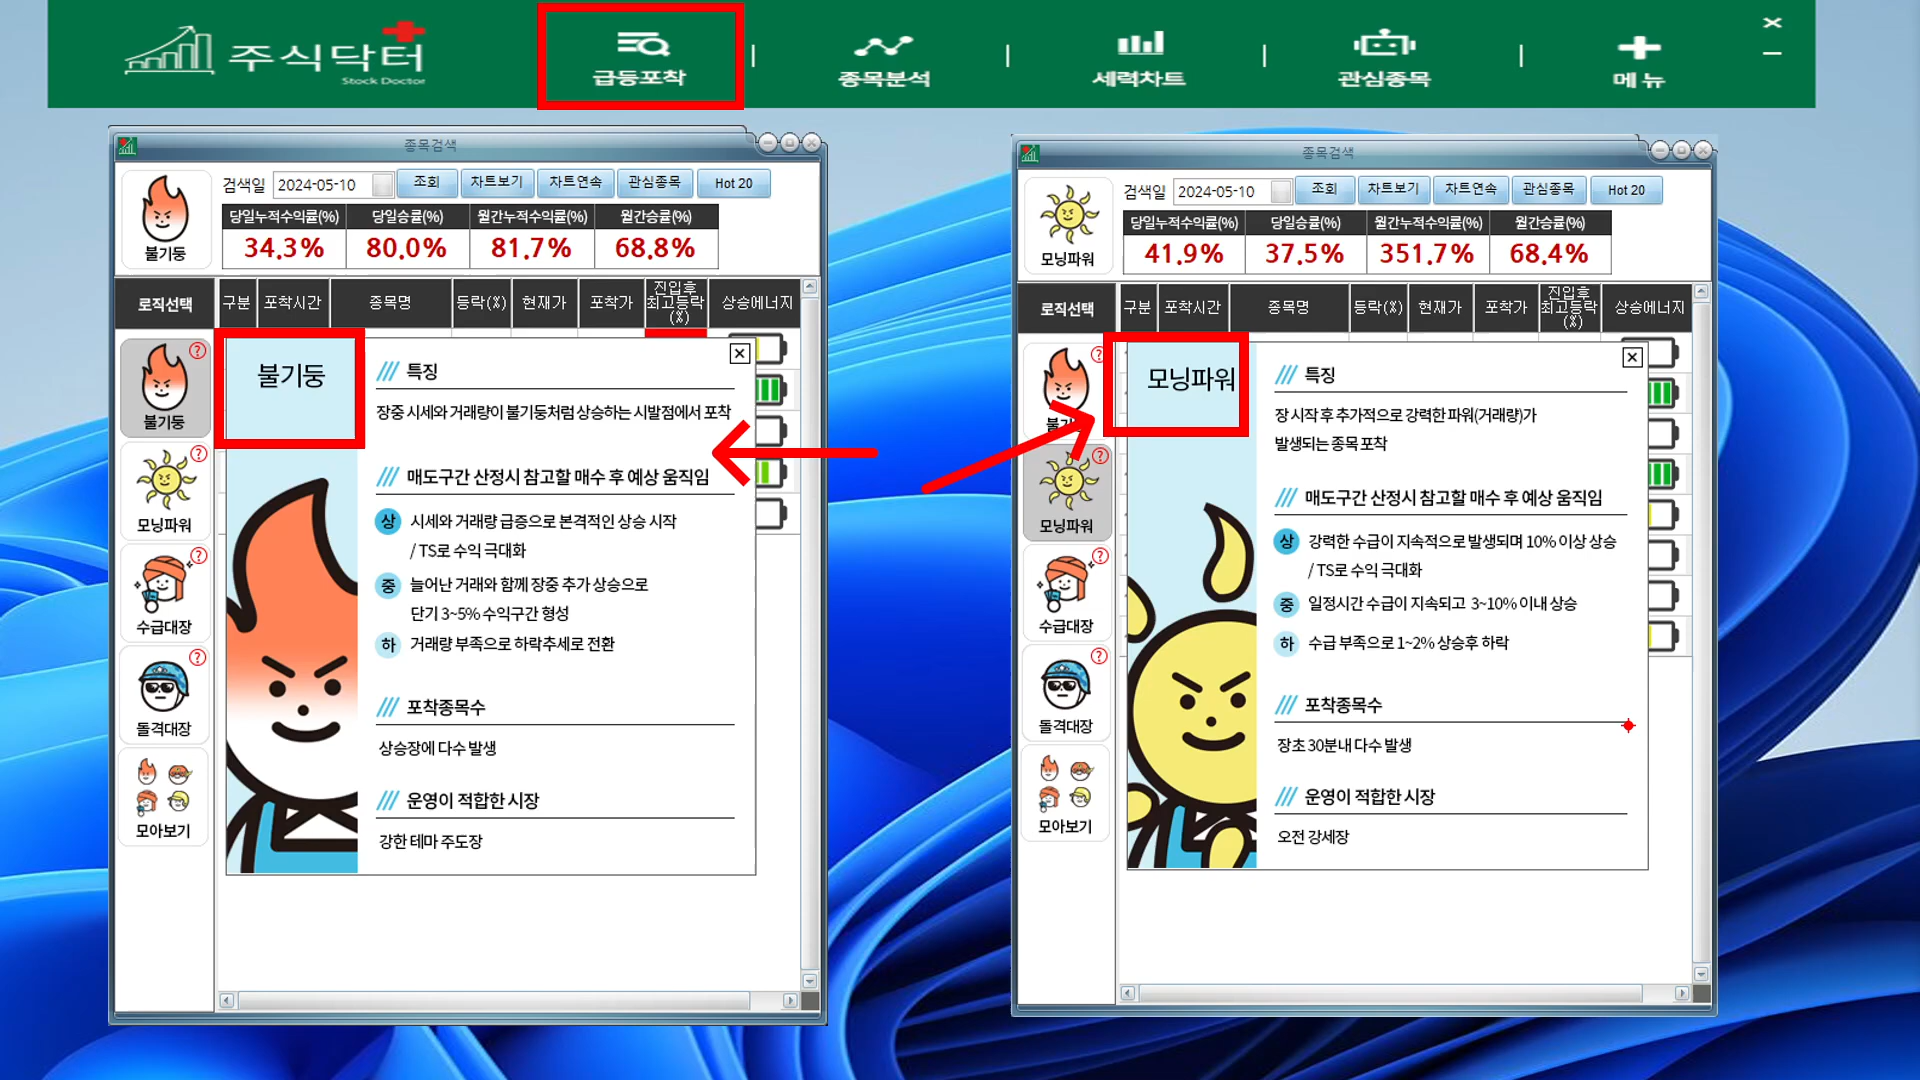 주식닥터
Stock Doctor
급등포착
종목분석
세력차트
관심종목
메뉴
종목검색
불기둥
검색일 2024-05-10 조회 차트보기 차트연속 관심종목 Hot 20
당일누적수익률(%) 당일승률(%) 월간누적수익률(%) 월간승률(%)
34.3% 80.0% 81.7% 68.8%
로직선택 구분 포착시간 종목명 등락(%) 현재가 포착가 진입후 최고등락 (%) 상승에너지
불기둥
모닝파워
수급대장
돌격대장
모아보기
불기둥
특징
장중 시세와 거래량이 불기둥처럼 상승하는 시발점에서 포착
매도구간 산정시 참고할 매수 후 예상 움직임
상 시세와 거래량 급증으로 본격적인 상승 시작
/ TS로 수익 극대화
중 늘어난 거래와 함께 장중 추가 상승으로
단기 3~5% 수익구간 형성
하 거래량 부족으로 하락추세로 전환
포착종목수
상승장에 다수 발생
운영이 적합한 시장
강한 테마 주도장
종목검색
모닝파워
검색일 2024-05-10 조회 차트보기 차트연속 관심종목 Hot 20
당일누적수익률(%) 당일승률(%) 월간누적수익률(%) 월간승률(%)
41.9% 37.5% 351.7% 68.4%
로직선택 구분 포착시간 종목명 등락(%) 현재가 포착가 진입후 최고등락 (%) 상승에너지
모닝파워
수급대장
돌격대장
모아보기
모닝파워
특징
장 시작 후 추가적으로 강력한 파워(거래량)가
발생되는 종목 포착
매도구간 산정시 참고할 매수 후 예상 움직임
상 강력한 수급이 지속적으로 발생되며 10% 이상 상승
/ TS로 수익 극대화
중 일정시간 수급이 지속되고 3~10% 이내 상승
하 수급 부족으로 1~2% 상승후 하락
포착종목수
장초 30분내 다수 발생
운영이 적합한 시장
오전 강세장